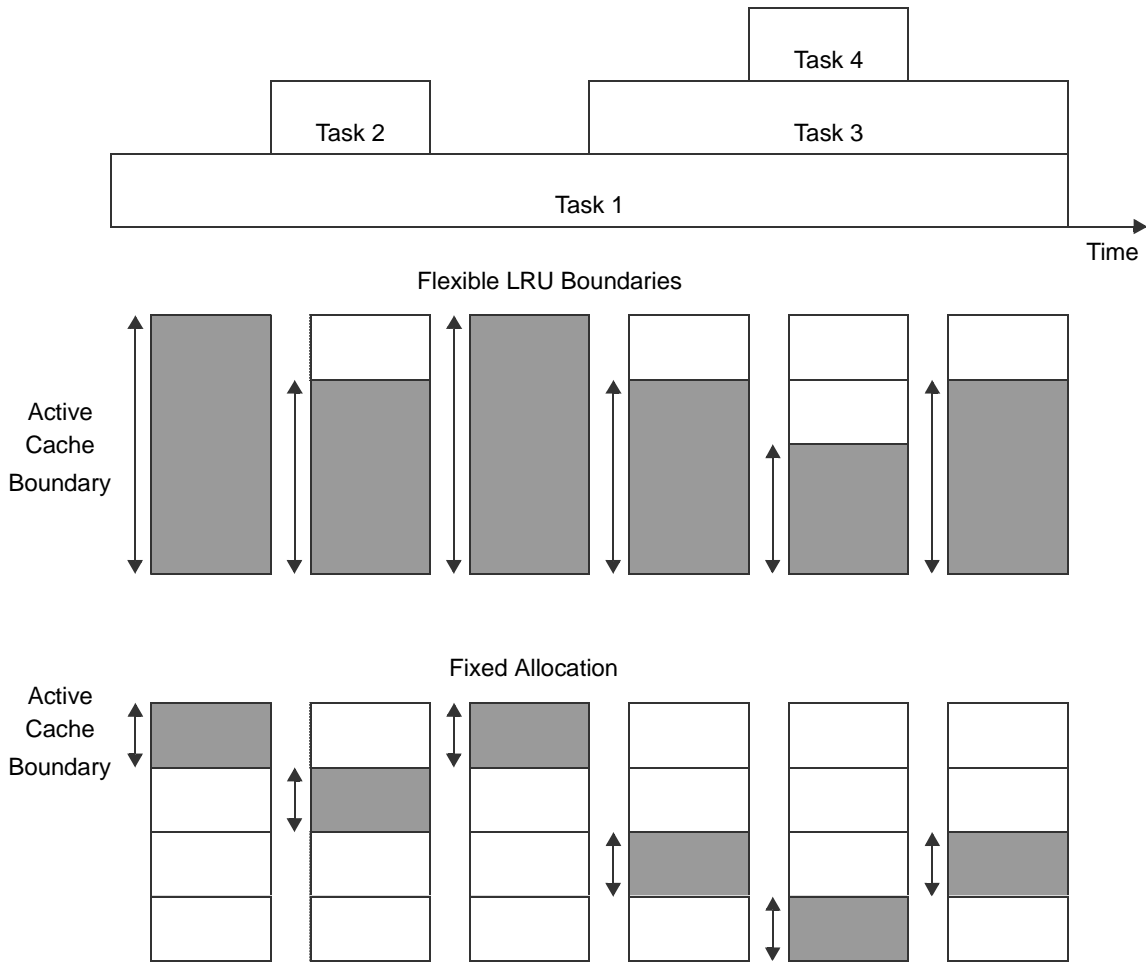 Task 4
Task 2
Task 3
Task 1
Time
Flexible LRU Boundaries
Active
Cache
Boundary
Fixed Allocation
Active
Cache
Boundary